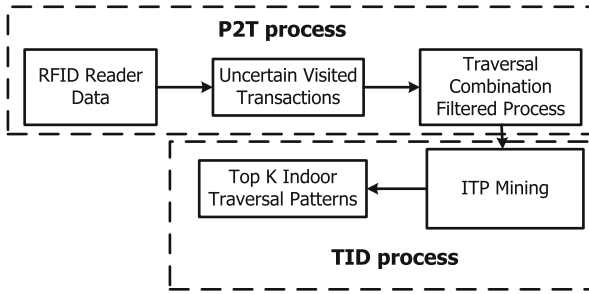 P2T process
RFID Reader
Data
Uncertain Visited
Transactions
Traversal
Combination
Filtered Process
ITP Mining
Top K Indoor
Traversal Patterns
TID process